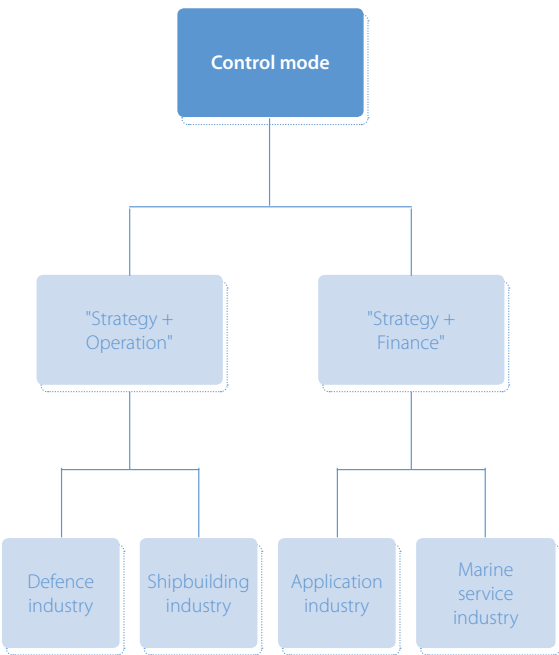 Control mode
"Strategy +
Operation"
"Strategy +
Finance"
Defence
industry
Shipbuilding
industry
Application
industry
Marine
service
industry